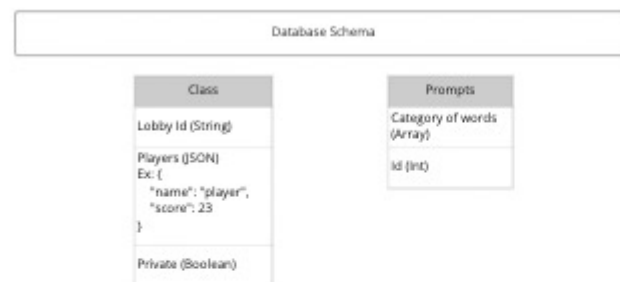 Database Schema
Class
Lobby Id (String)
Players (JSON)
Ex: {
"name": "player",
"score": 23
}
Private (Boolean)
Prompts
Category of words
(Array)
Id (Int)